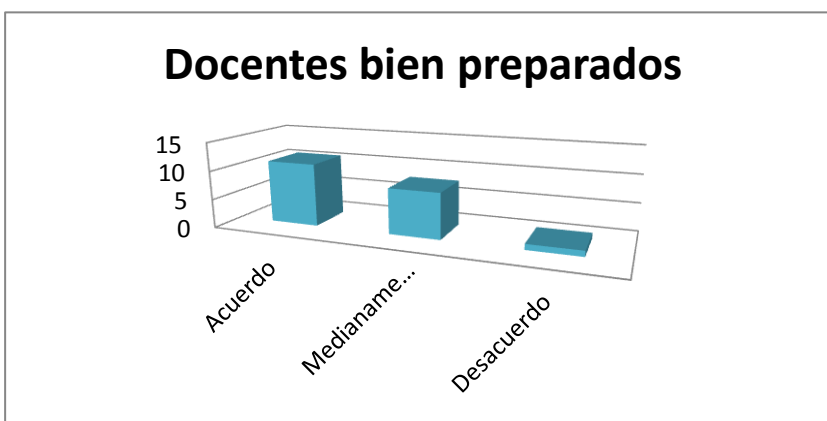 Docentes bien preparados
15
10
5
0
Acuerdo
Medianame...
Desacuerdo